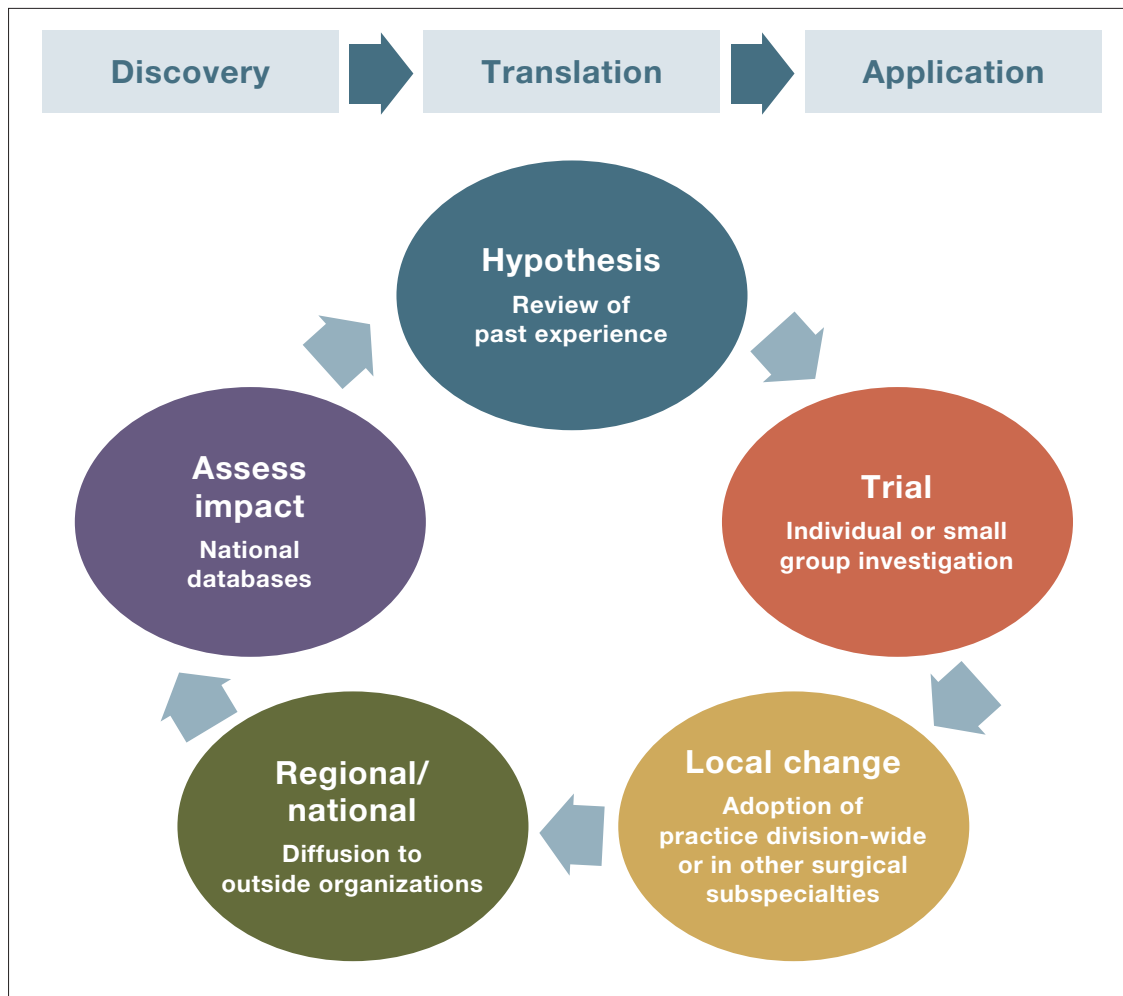 Discovery
Translation
Application
Hypothesis
Review of
past experience
Trial
Individual or small
group investigation
Local change
Adoption of
practice division-wide
or in other surgical
subspecialties
Regional/
national
Diffusion to
outside organizations
Assess
impact
National
databases